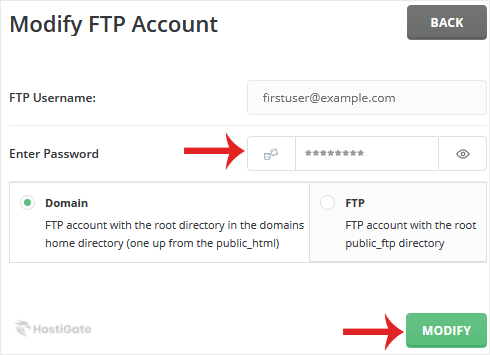 Modify FTP Account
BACK
FTP Username:
firstuser@example.com
Enter Password
********
Domain
FTP account with the root directory in the domains
home directory (one up from the public_html)
FTP
FTP account with the root
public_ftp directory
HostiGate
MODIFY